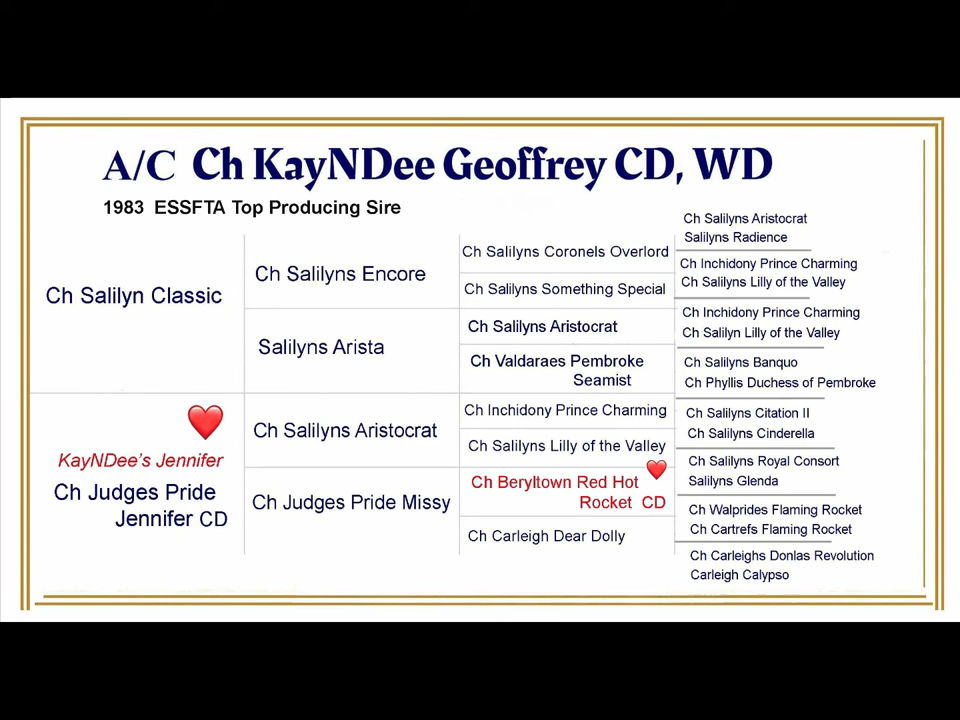 A/C Ch KayNDee Geoffrey CD, WD
1983 ESSFTA Top Producing Sire
Ch Salilyn Classic
KayNDee's Jennifer
Ch Judges Pride
Jennifer CD
Ch Salilyns Encore
Salilyns Arista
Ch Salilyns Aristocrat
Ch Judges Pride Missy
Ch Salilyns Coronels Overlord
Ch Salilyns Something Special
Ch Salilyns Aristocrat
Ch Valdaraes Pembroke
Seamist
Ch Inchidony Prince Charming
Ch Salilyns Lilly of the Valley
Ch Beryltown Red Hot
Rocket CD
Ch Carleigh Dear Dolly
Ch Salilyns Aristocrat
Salilyns Radience
Ch Inchidony Prince Charming
Ch Salilyns Lilly of the Valley
Ch Inchidony Prince Charming
Ch Salilyn Lilly of the Valley
Ch Salilyns Banquo
Ch Phyllis Duchess of Pembroke
Ch Salilyns Citation II
Ch Salilyns Cinderella
Ch Salilyns Royal Consort
Salilyns Glenda
Ch Walprides Flaming Rocket
Ch Cartrefs Flaming Rocket
Ch Carleighs Donlas Revolution
Carleigh Calypso